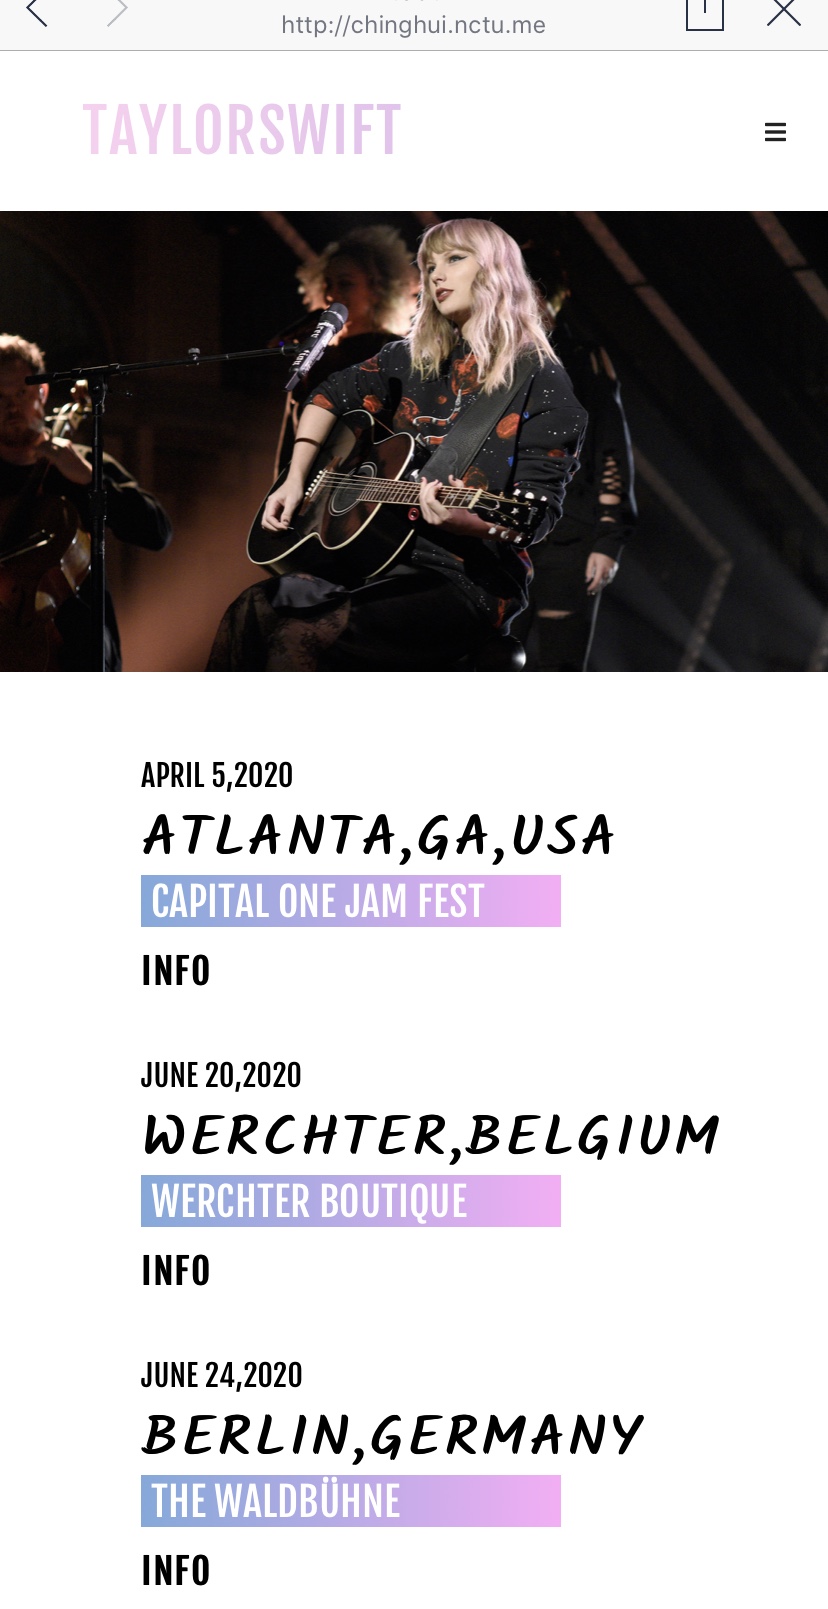 http://chinghui.nctu.me
TAYLORSWIFT
APRIL 5,2020
ATLANTA,GA,USA
CAPITAL ONE JAM FEST
INFO
JUNE 20,2020
WERCHTER,BELGIUM
WERCHTER BOUTIQUE
INFO
JUNE 24,2020
BERLIN,GERMANY
THE WALDBÜHNE
INFO